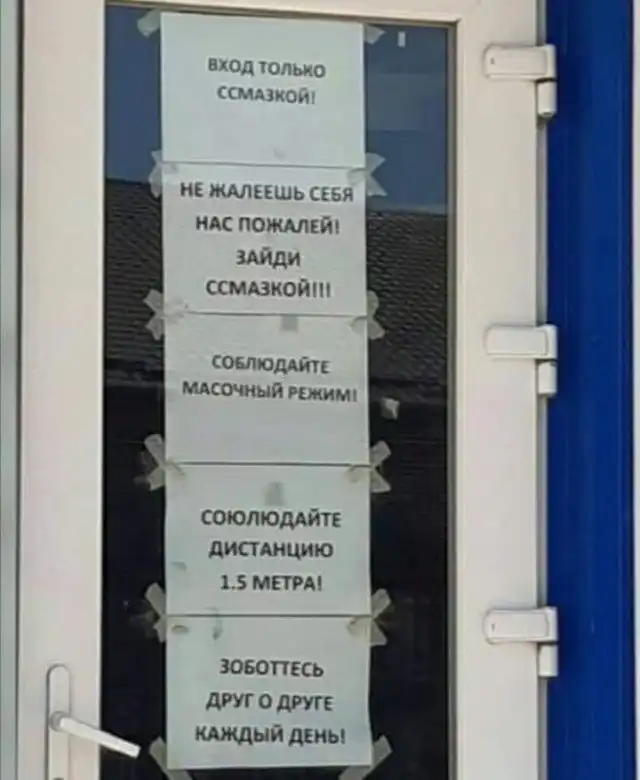 ВХОД ТОЛЬКО
ССМАЗКОЙ!
НЕ ЖАЛЕЕШЬ СЕБЯ
НАС ПОЖАЛЕЙ!
ЗАЙДИ
ССМАЗКОЙ!!!
СОБЛЮДАЙТЕ
МАСОЧНЫЙ РЕЖИМ!
СОЮЛЮДАЙТЕ
ДИСТАНЦИЮ
1.5 МЕТРА!
ЗОБОТТЕСЬ
ДРУГ О ДРУГЕ
КАЖДЫЙ ДЕНЬ!